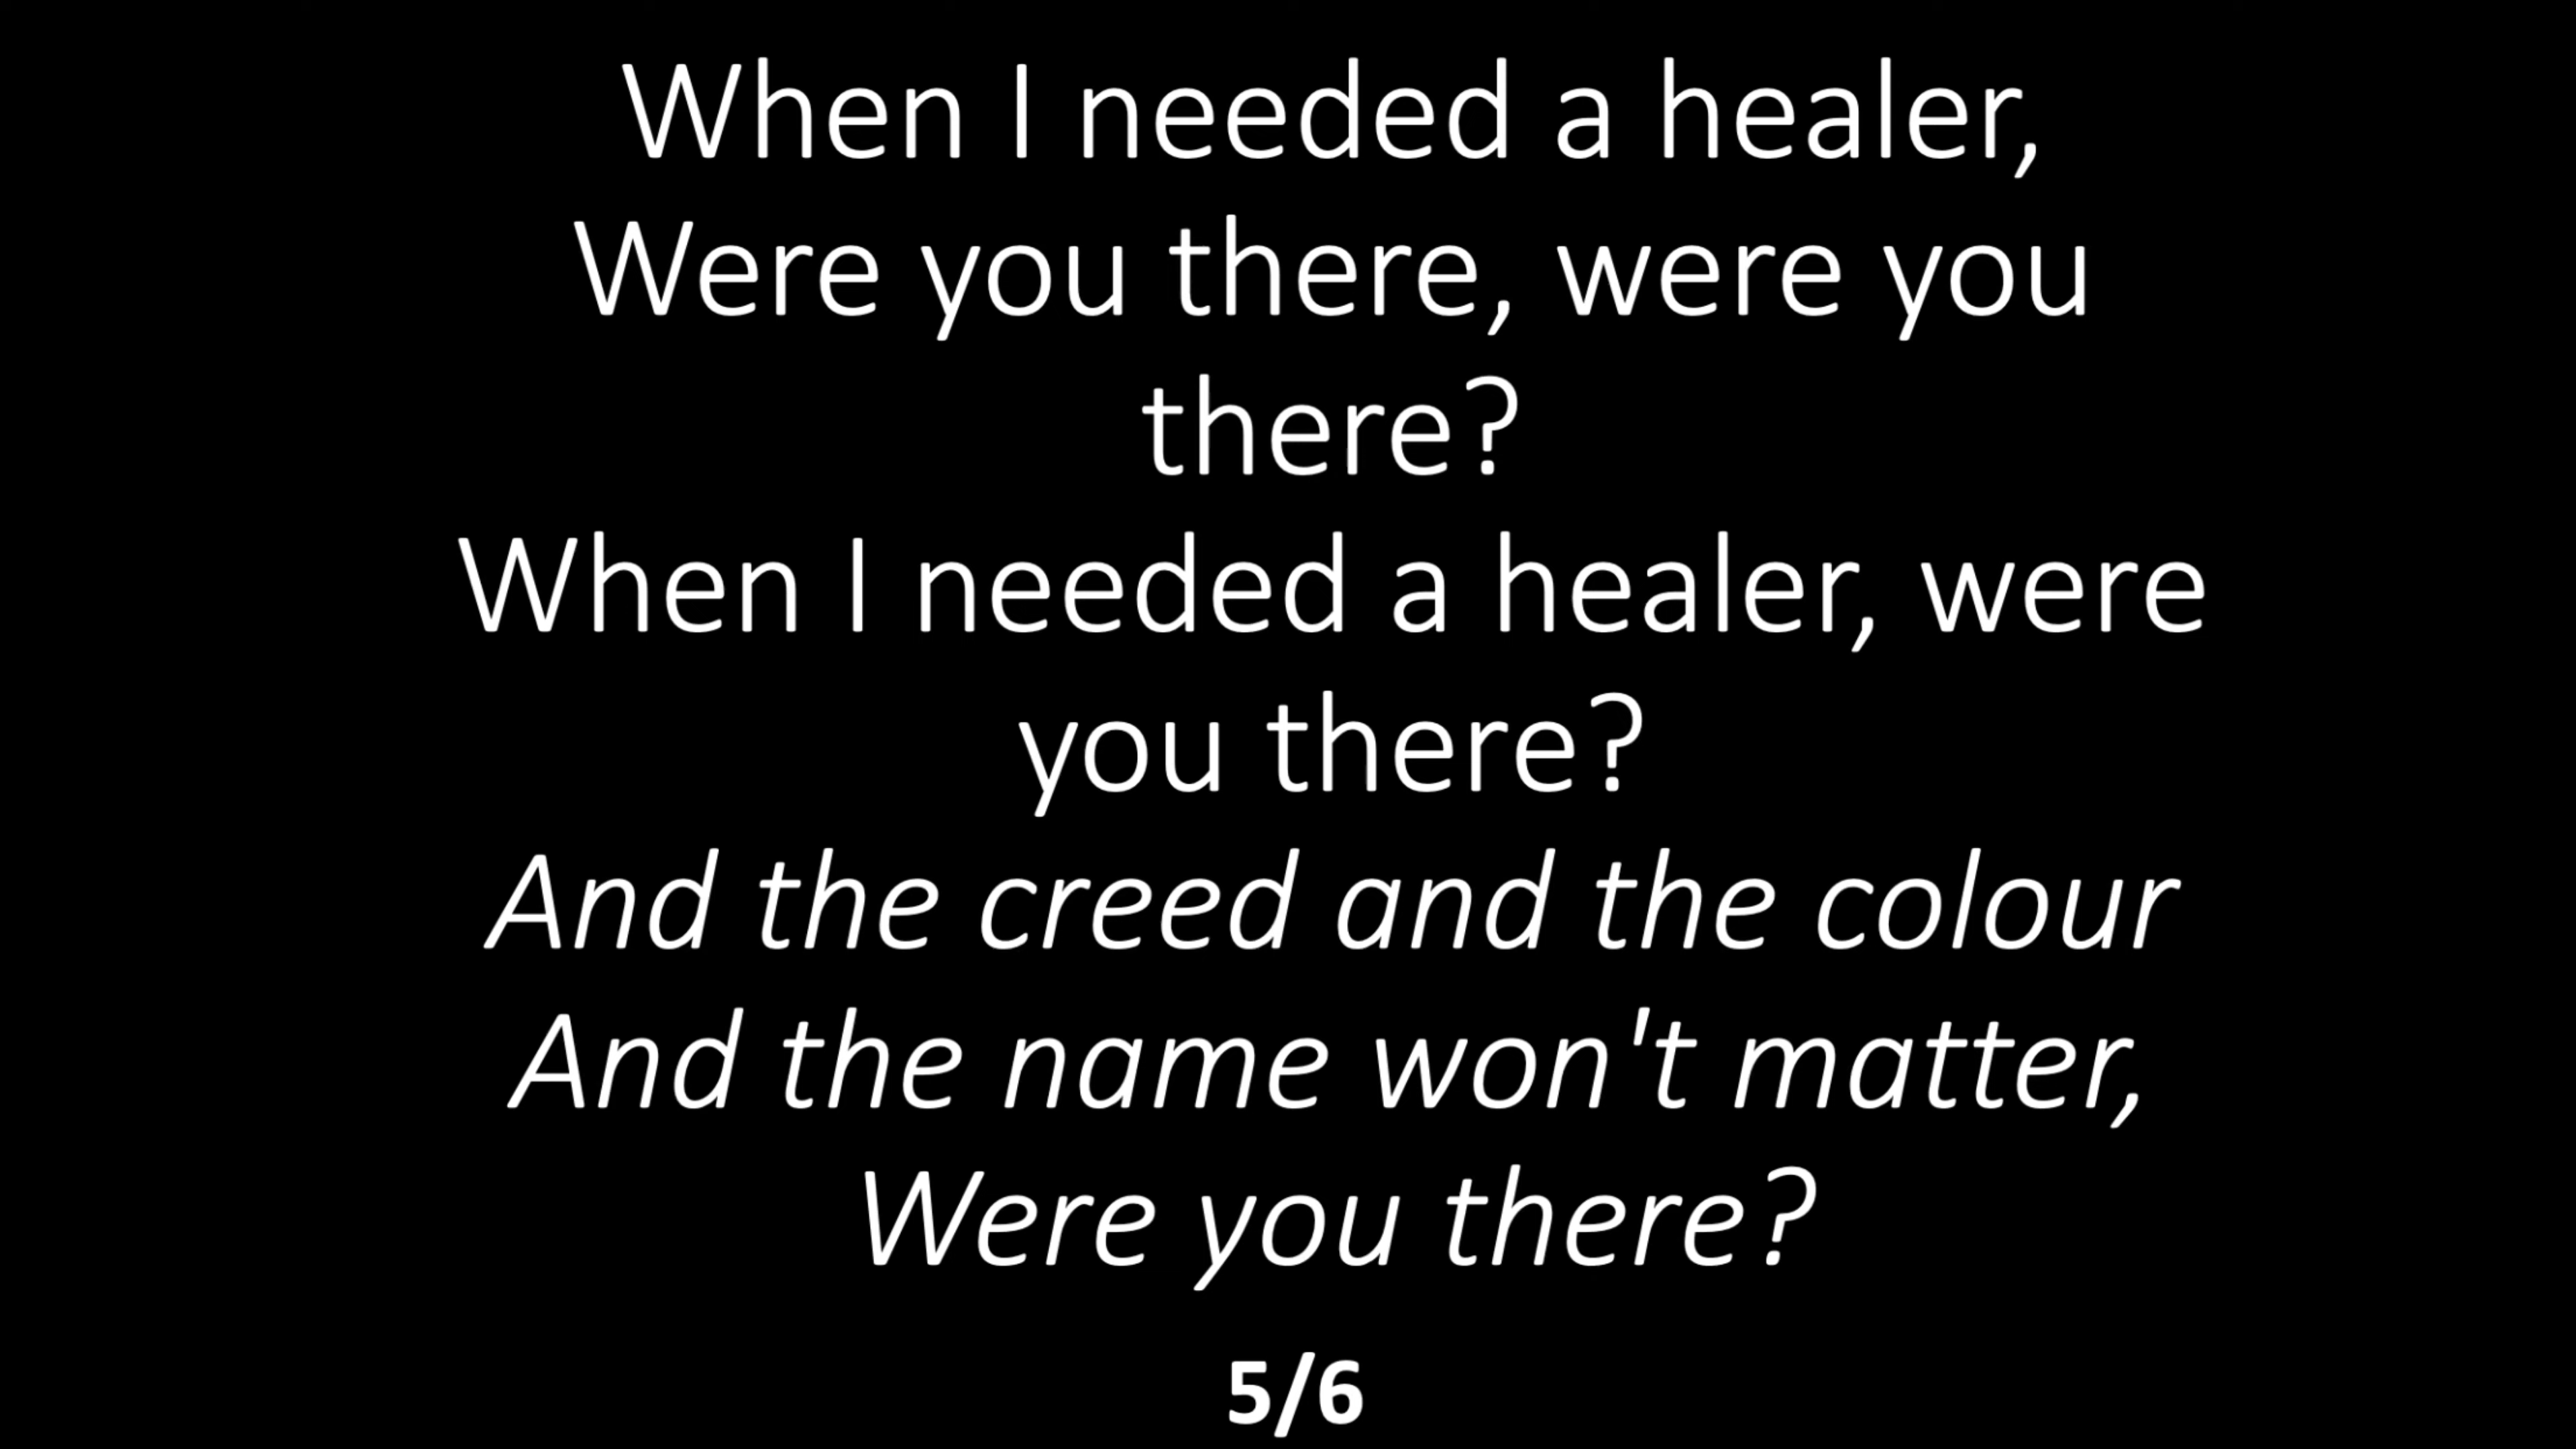 When I needed a healer,
Were you there, were you
there?
When I needed a healer, were
you there?
And the creed and the colour
And the name won't matter,
Were you there?
5/6